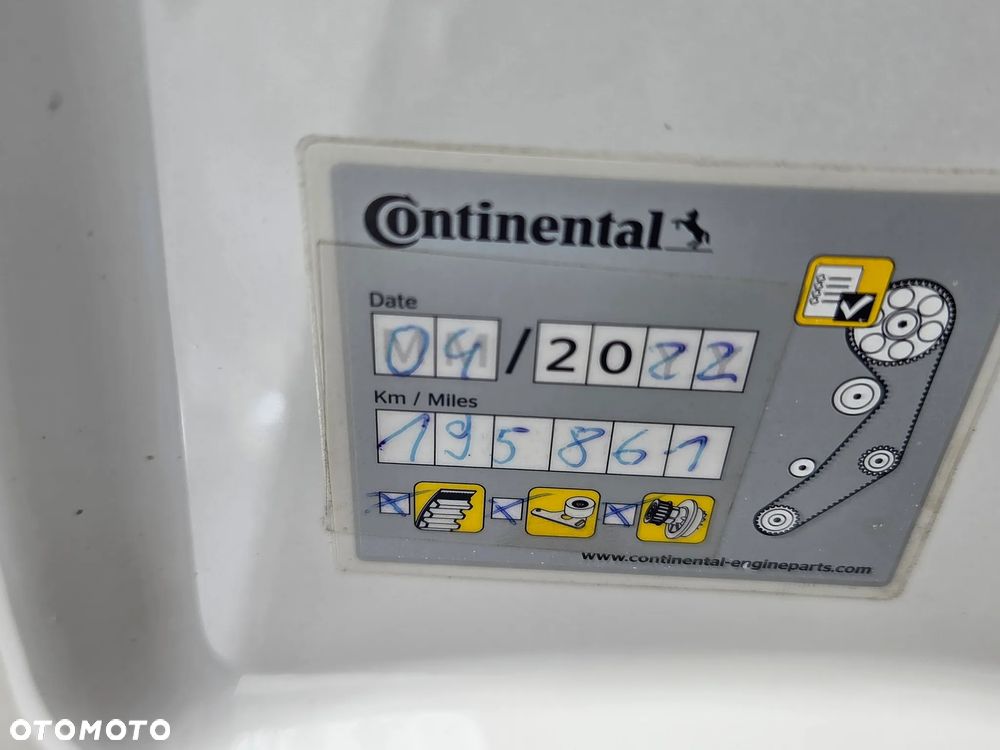 Continental
Date
04/2022
Km / Miles
195861
www.continental-engineparts.com
OTOMOTO